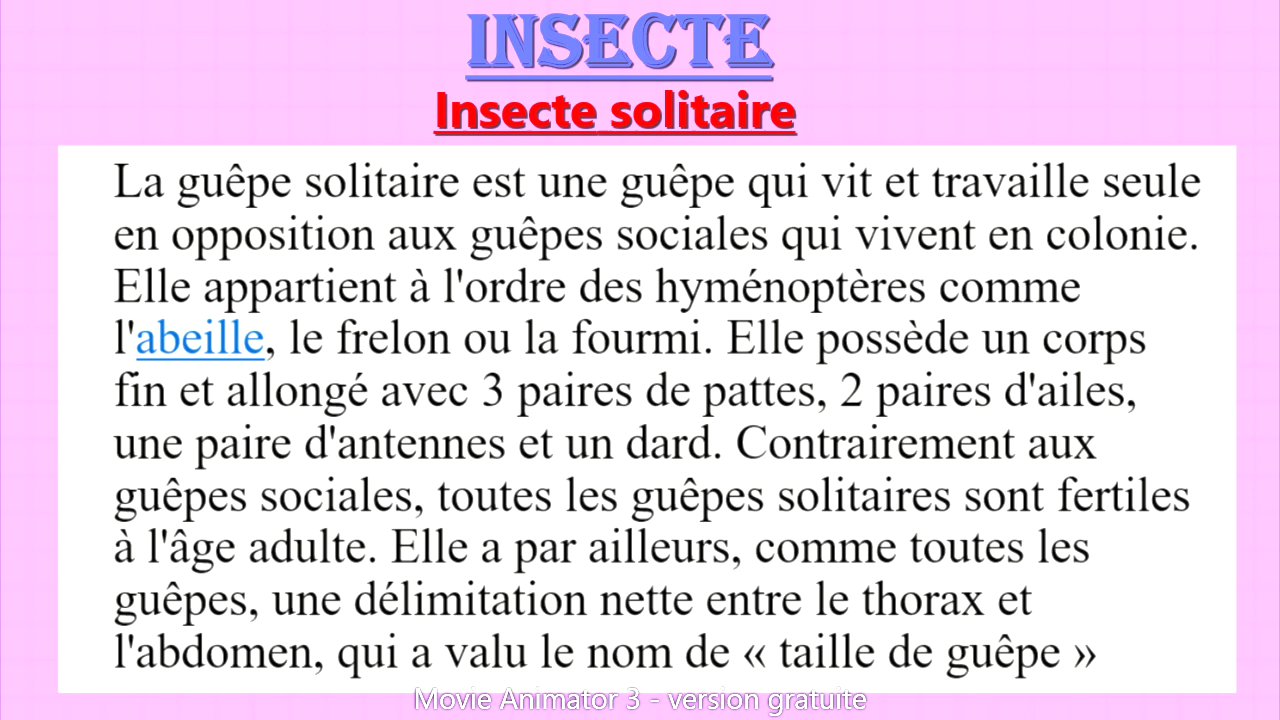 INSECTE
Insecte solitaire
La guêpe solitaire est une guêpe qui vit et travaille seule
en opposition aux guêpes sociales qui vivent en colonie.
Elle appartient à l'ordre des hyménoptères comme
l'abeille, le frelon ou la fourmi. Elle possède un corps
fin et allongé avec 3 paires de pattes, 2 paires d'ailes,
une paire d'antennes et un dard. Contrairement aux
guêpes sociales, toutes les guêpes solitaires sont fertiles
à l'âge adulte. Elle a par ailleurs, comme toutes les
guêpes, une délimitation nette entre le thorax et
l'abdomen, qui a valu le nom de « taille de guêpe »
Movie Animator 3 - version gratuite